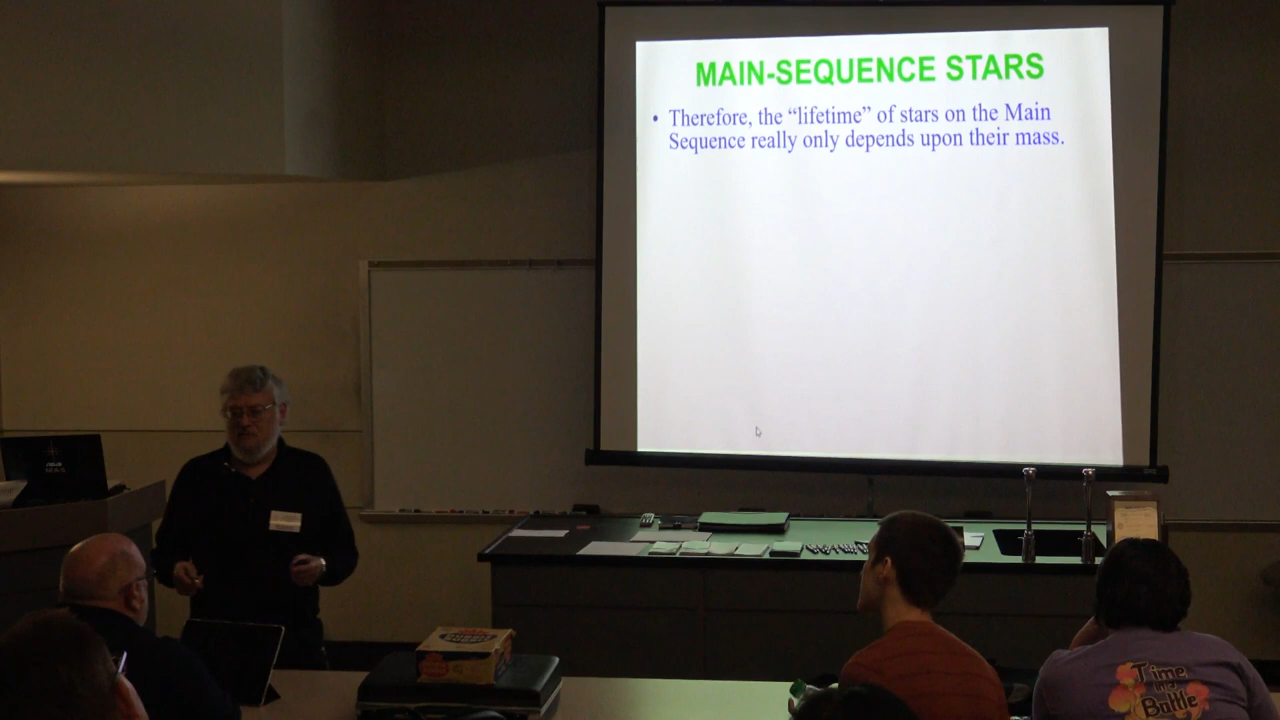 MAIN-SEQUENCE STARS
• Therefore, the “lifetime” of stars on the Main
Sequence really only depends upon their mass.
Time
Battle